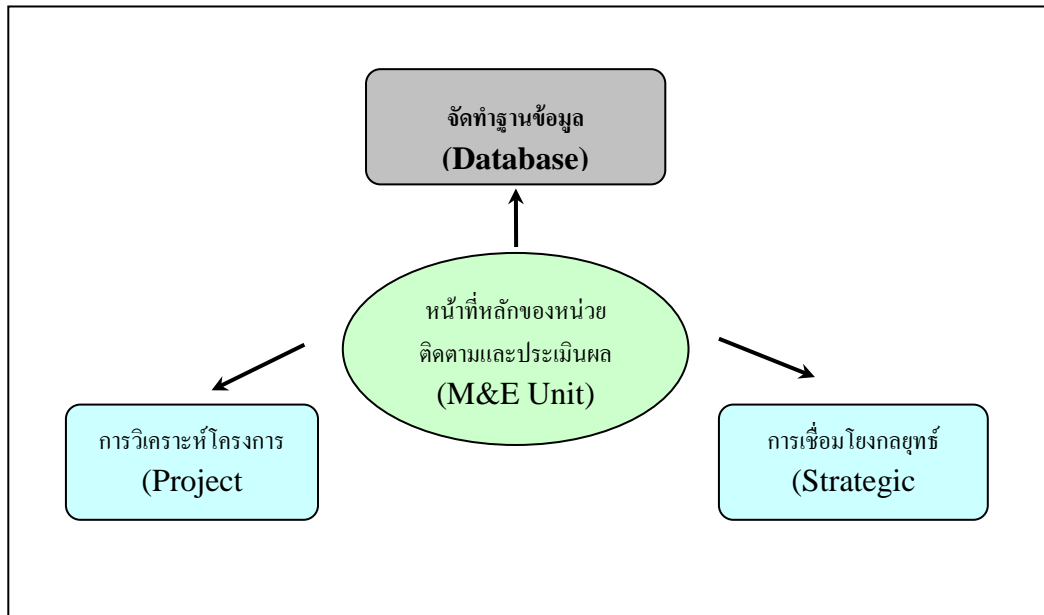 จัดทำฐานข้อมูล
(Database)
หน้าที่หลักของหน่วย
ติดตามและประเมินผล
(M&E Unit)
การวิเคราะห์โครงการ
(Project
การเชื่อมโยงกลยุทธ์
(Strategic